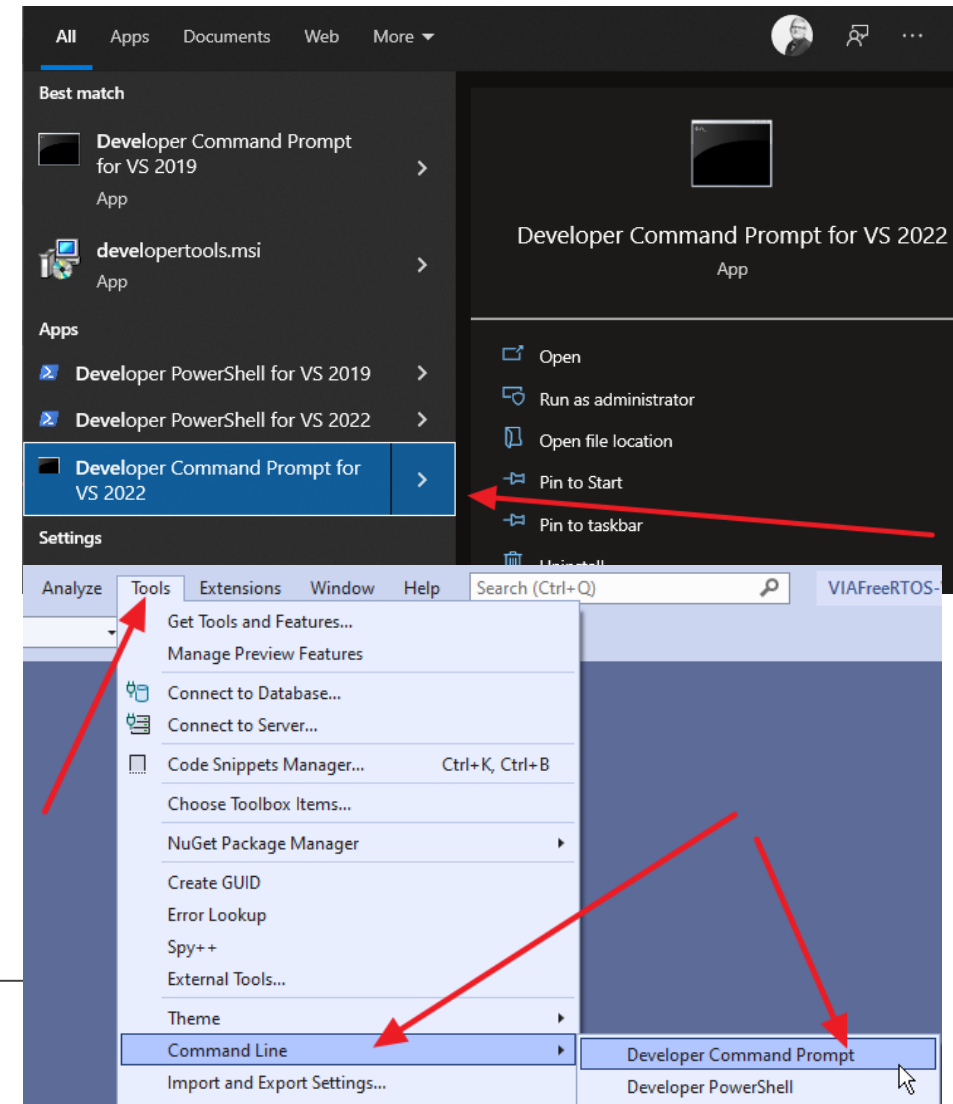 All Apps Documents Web More
Best match
Developer Command Prompt
for VS 2019
App
developertools.msi
App
Apps
Developer PowerShell for VS 2019
Developer PowerShell for VS 2022
Developer Command Prompt for
VS 2022
Settings
Developer Command Prompt for VS 2022
App
Open
Run as administrator
Open file location
Pin to Start
Pin to taskbar
Uninstall
Analyze Tools Extensions Window Help Search (Ctrl+Q) VIAFreeRTOS-
Get Tools and Features...
Manage Preview Features
Connect to Database...
Connect to Server...
Code Snippets Manager... Ctrl+K, Ctrl+B
Choose Toolbox Items...
NuGet Package Manager
Create GUID
Error Lookup
Spy++
External Tools...
Theme
Command Line
Import and Export Settings...
Developer Command Prompt
Developer PowerShell